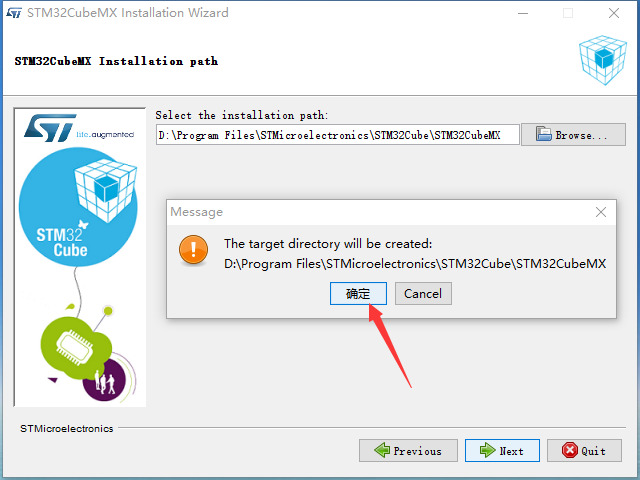 STM32CubeMX Installation Wizard
STM32CubeMX Installation path
Select the installation path:
D:\Program Files\STMicroelectronics\STM32Cube\STM32CubeMX
Browse...
ST life.augmented
STM32
Cube
Message
The target directory will be created:
D:\Program Files\STMicroelectronics\STM32Cube\STM32CubeMX
确定
Cancel
STMicroelectronics
Previous
Next
Quit